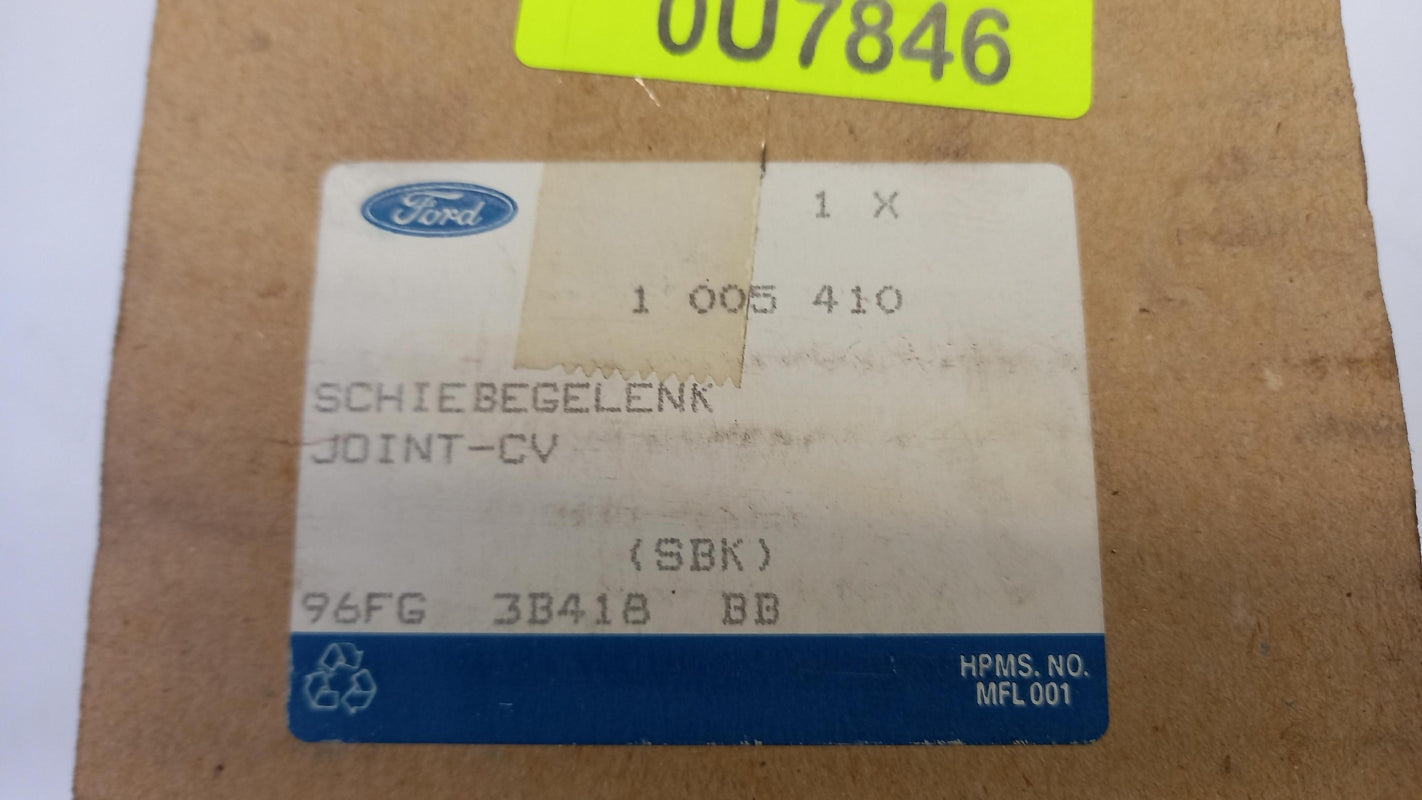 0U7846
Ford
1 X
1 005 410
SCHIEBEGELENK
JOINT-CV
(SBK)
96FG 3B418 BB
HPMS. NO.
MFL 001